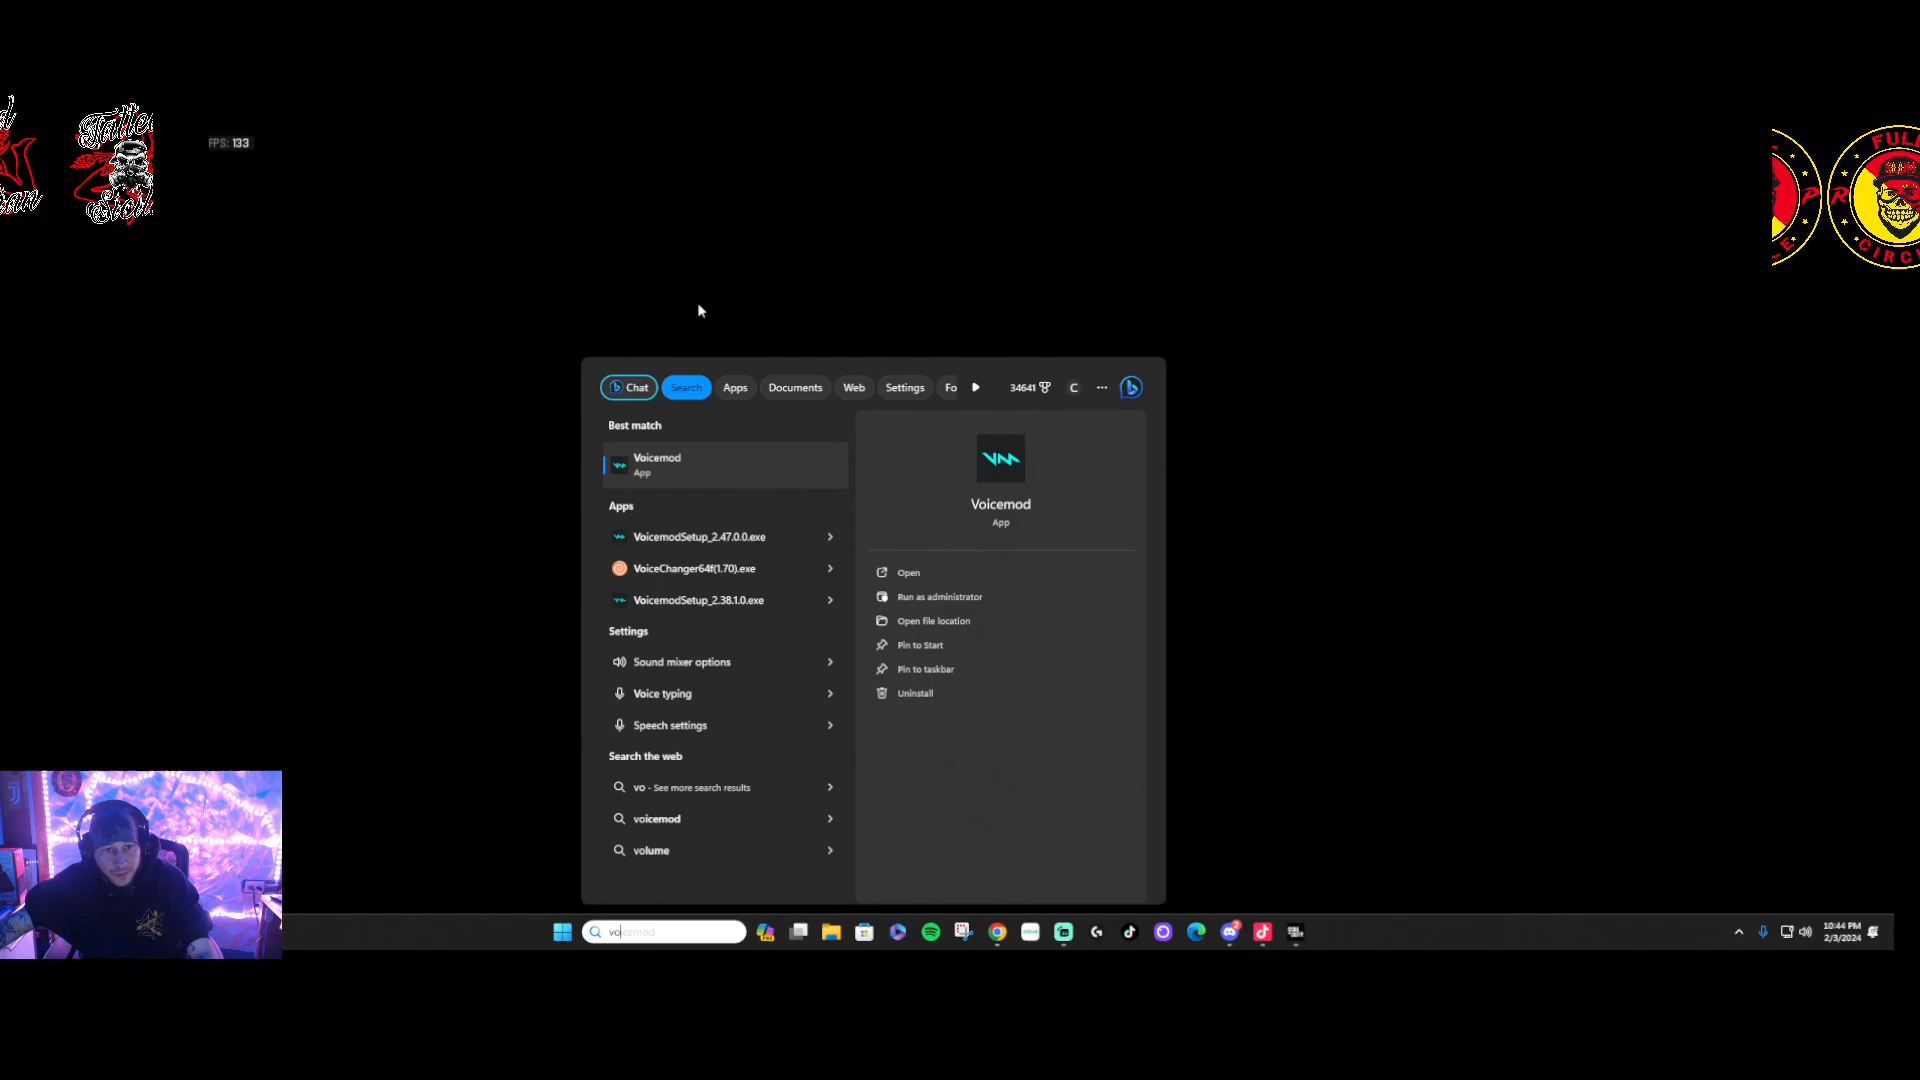 FPS: 133
FULL
CIRC
Chat
Search
Apps
Documents
Web
Settings
Fo
34641
C
Best match
Voicemod
App
Apps
VoicemodSetup_2.47.0.0.exe
VoiceChanger64f(1.70).exe
VoicemodSetup_2.38.1.0.exe
Settings
Sound mixer options
Voice typing
Speech settings
Search the web
vo - See more search results
voicemod
volume
Voicemod
App
Open
Run as administrator
Open file location
Pin to Start
Pin to taskbar
Uninstall
voicemod
10:44 PM
2/3/2024